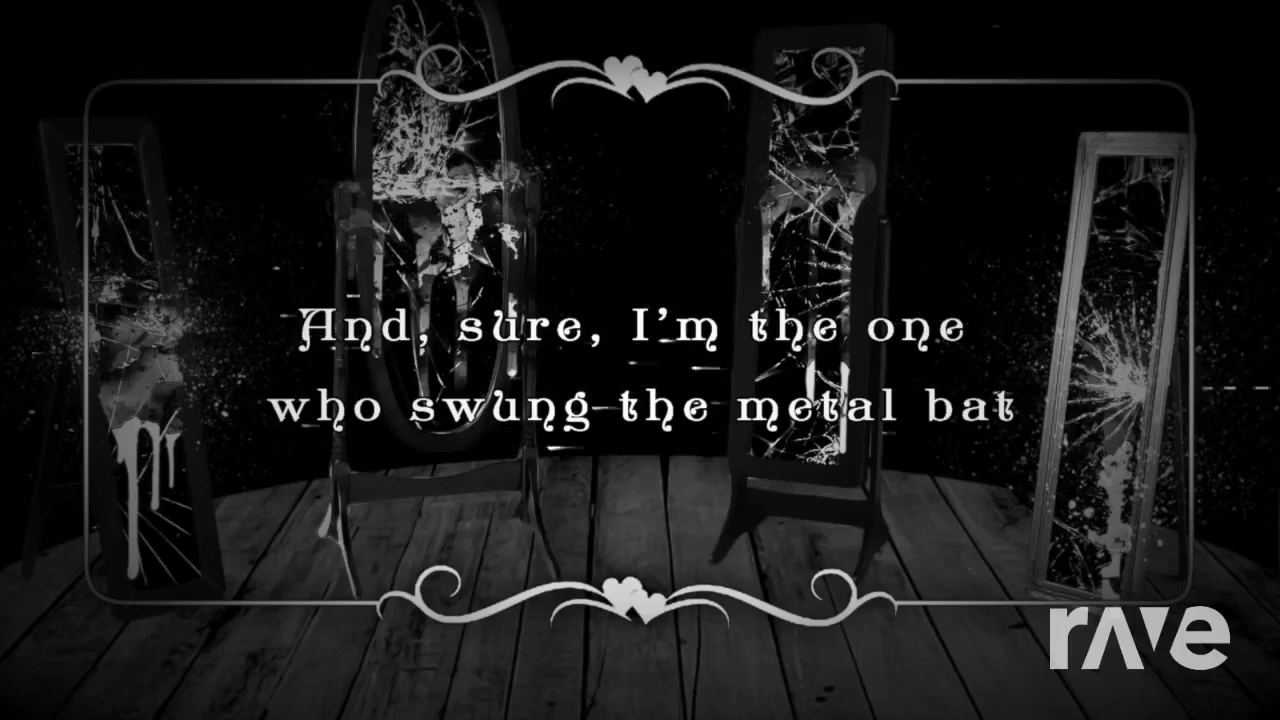 And, sure, I'm the one
who swung the metal bat
rave